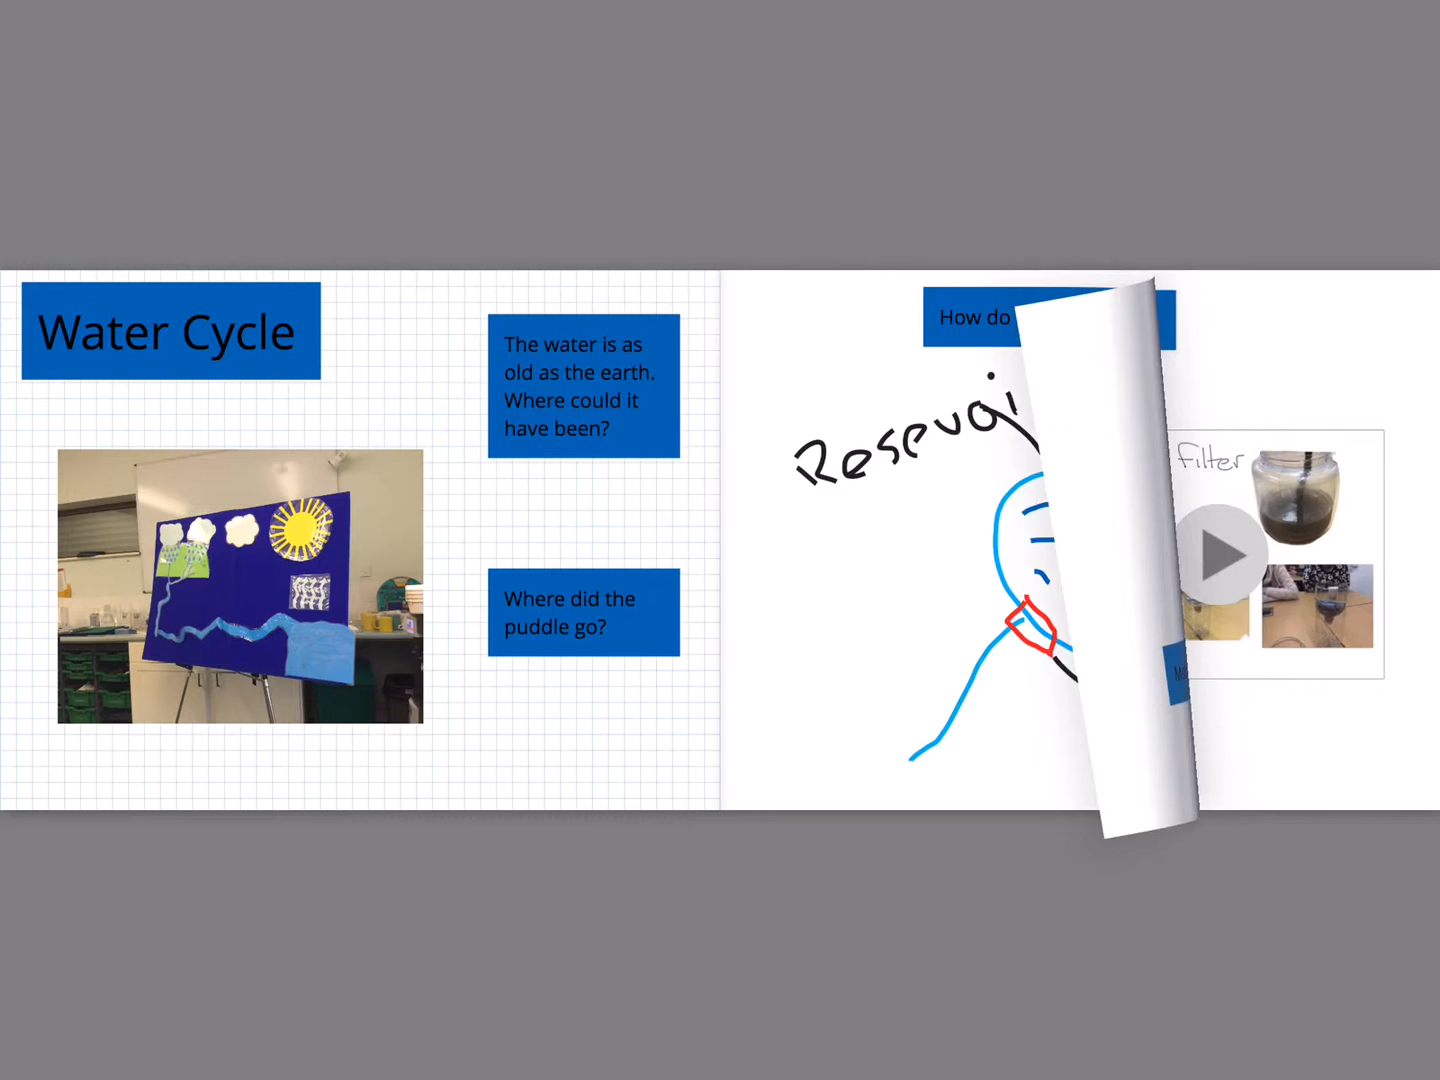 Water Cycle
The water is as
old as the earth.
Where could it
have been?
Where did the
puddle go?
How do
Resevoi
filter